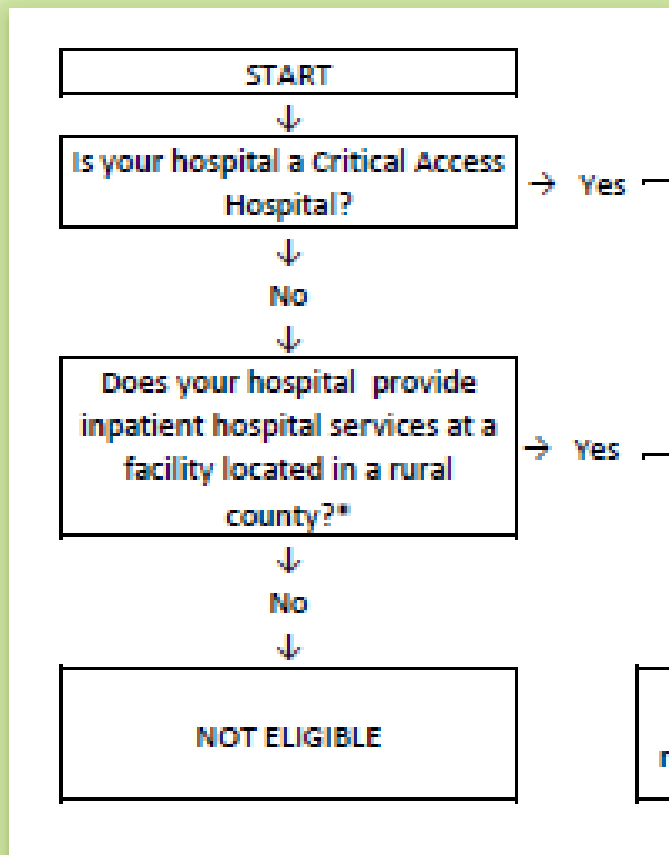 START
↓
Is your hospital a Critical Access
Hospital?
→ Yes
↓
No
↓
Does your hospital provide
inpatient hospital services at a
facility located in a rural
county?*
→ Yes
↓
No
↓
NOT ELIGIBLE